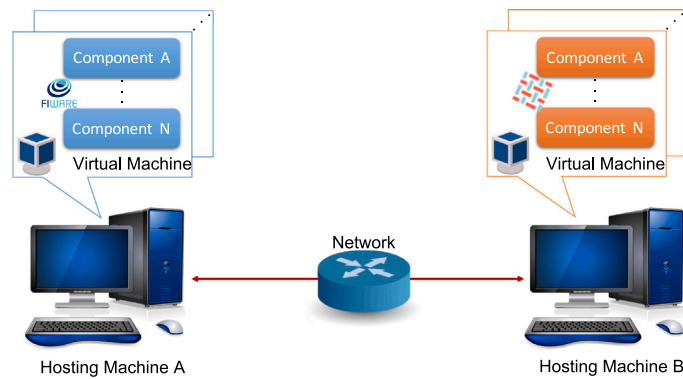 Component A
FIWARE
Component N
Virtual Machine
Component A
Component N
Virtual Machine
Network
Hosting Machine A
Hosting Machine B